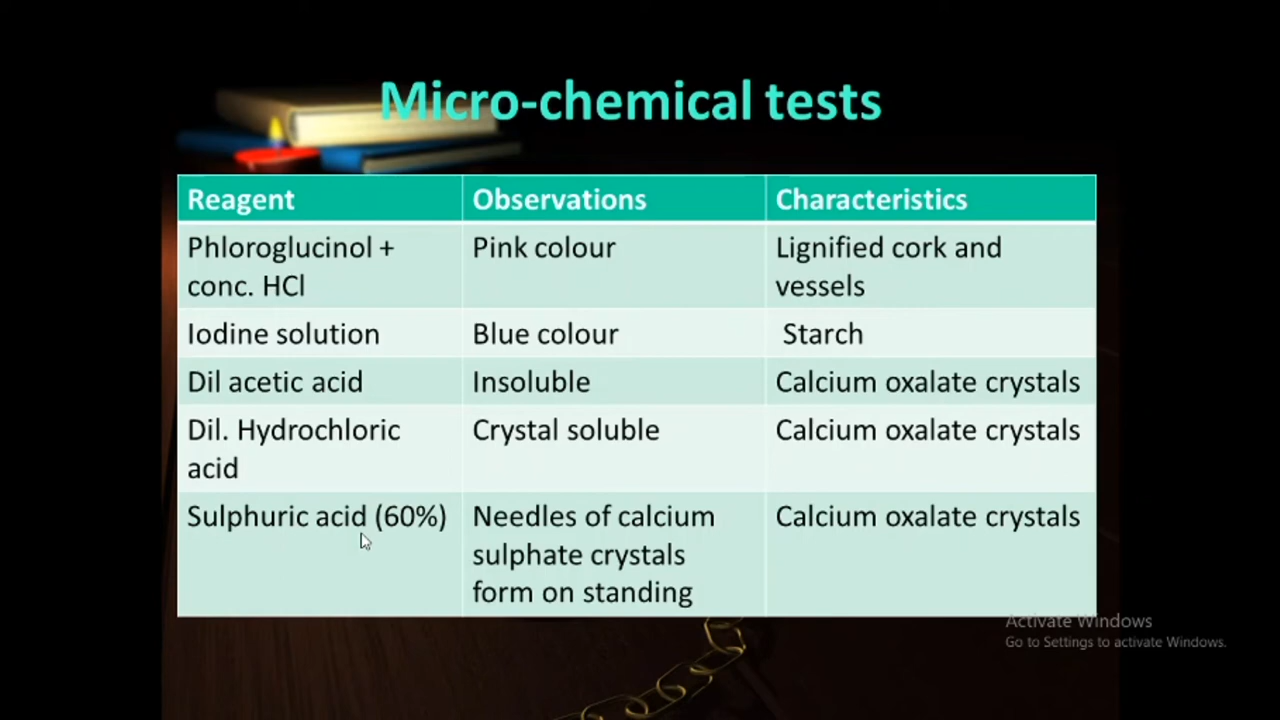 Micro-chemical tests
Reagent Observations Characteristics
Phloroglucinol + Pink colour Lignified cork and
conc. HCl vessels
Iodine solution Blue colour Starch
Dil acetic acid Insoluble Calcium oxalate crystals
Dil. Hydrochloric Crystal soluble Calcium oxalate crystals
acid
Sulphuric acid (60%) Needles of calcium Calcium oxalate crystals
sulphate crystals
form on standing
Activate Windows
Go to Settings to activate Windows.